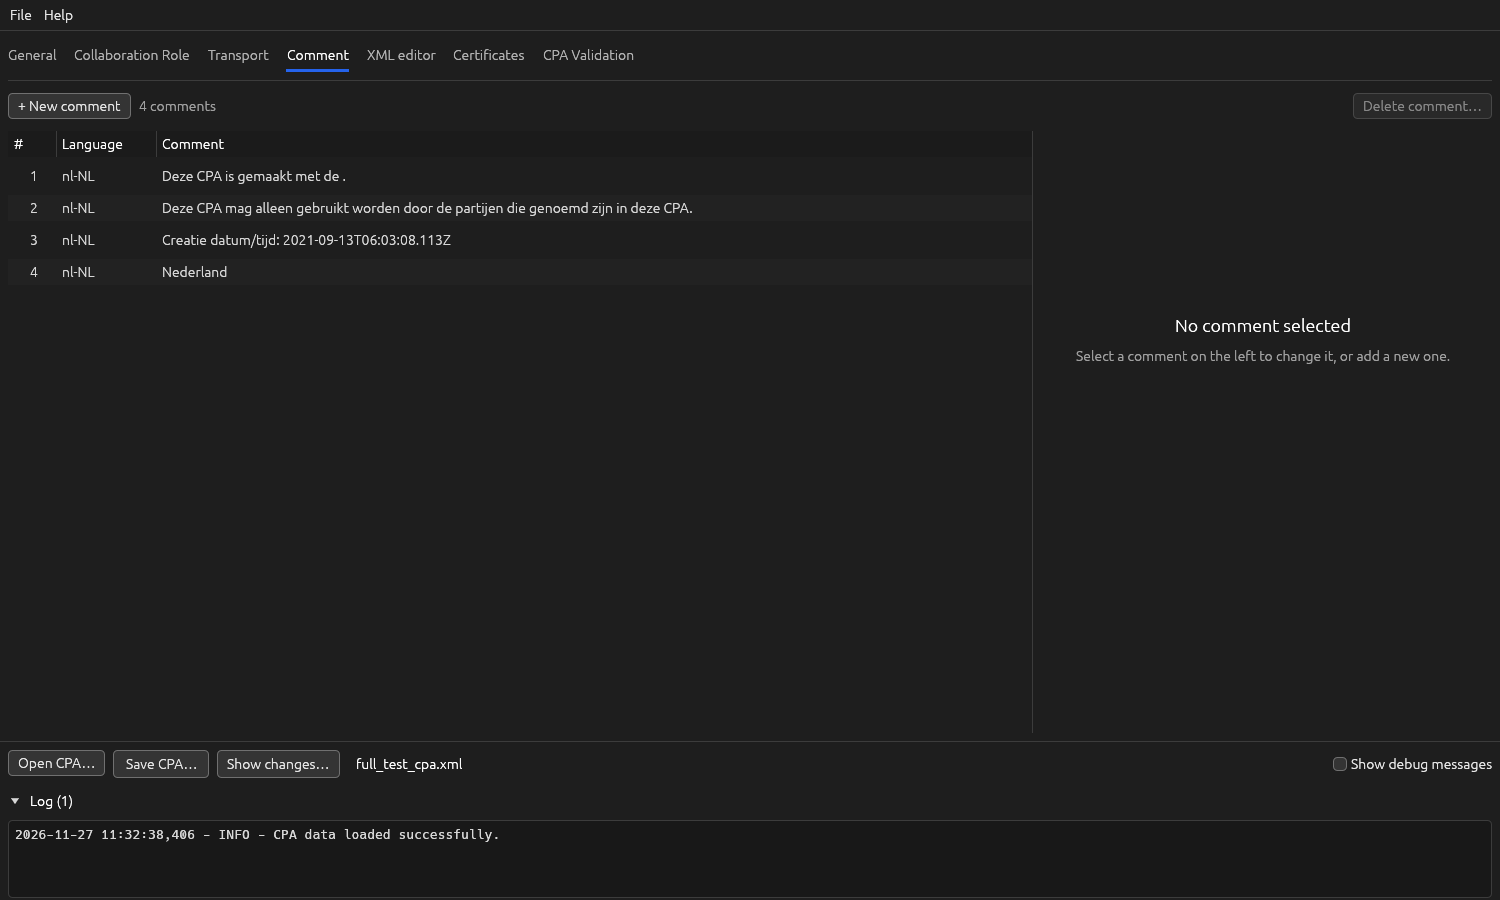 File Help
General Collaboration Role Transport Comment XML editor Certificates CPA Validation
+ New comment 4 comments Delete comment...
# Language Comment
1 nl-NL Deze CPA is gemaakt met de .
2 nl-NL Deze CPA mag alleen gebruikt worden door de partijen die genoemd zijn in deze CPA.
3 nl-NL Creatie datum/tijd: 2021-09-13T06:03:08.113Z
4 nl-NL Nederland
No comment selected
Select a comment on the left to change it, or add a new one.
Open CPA... Save CPA... Show changes... full_test_cpa.xml Show debug messages
Log (1)
2026-11-27 11:32:38,406 - INFO - CPA data loaded successfully.